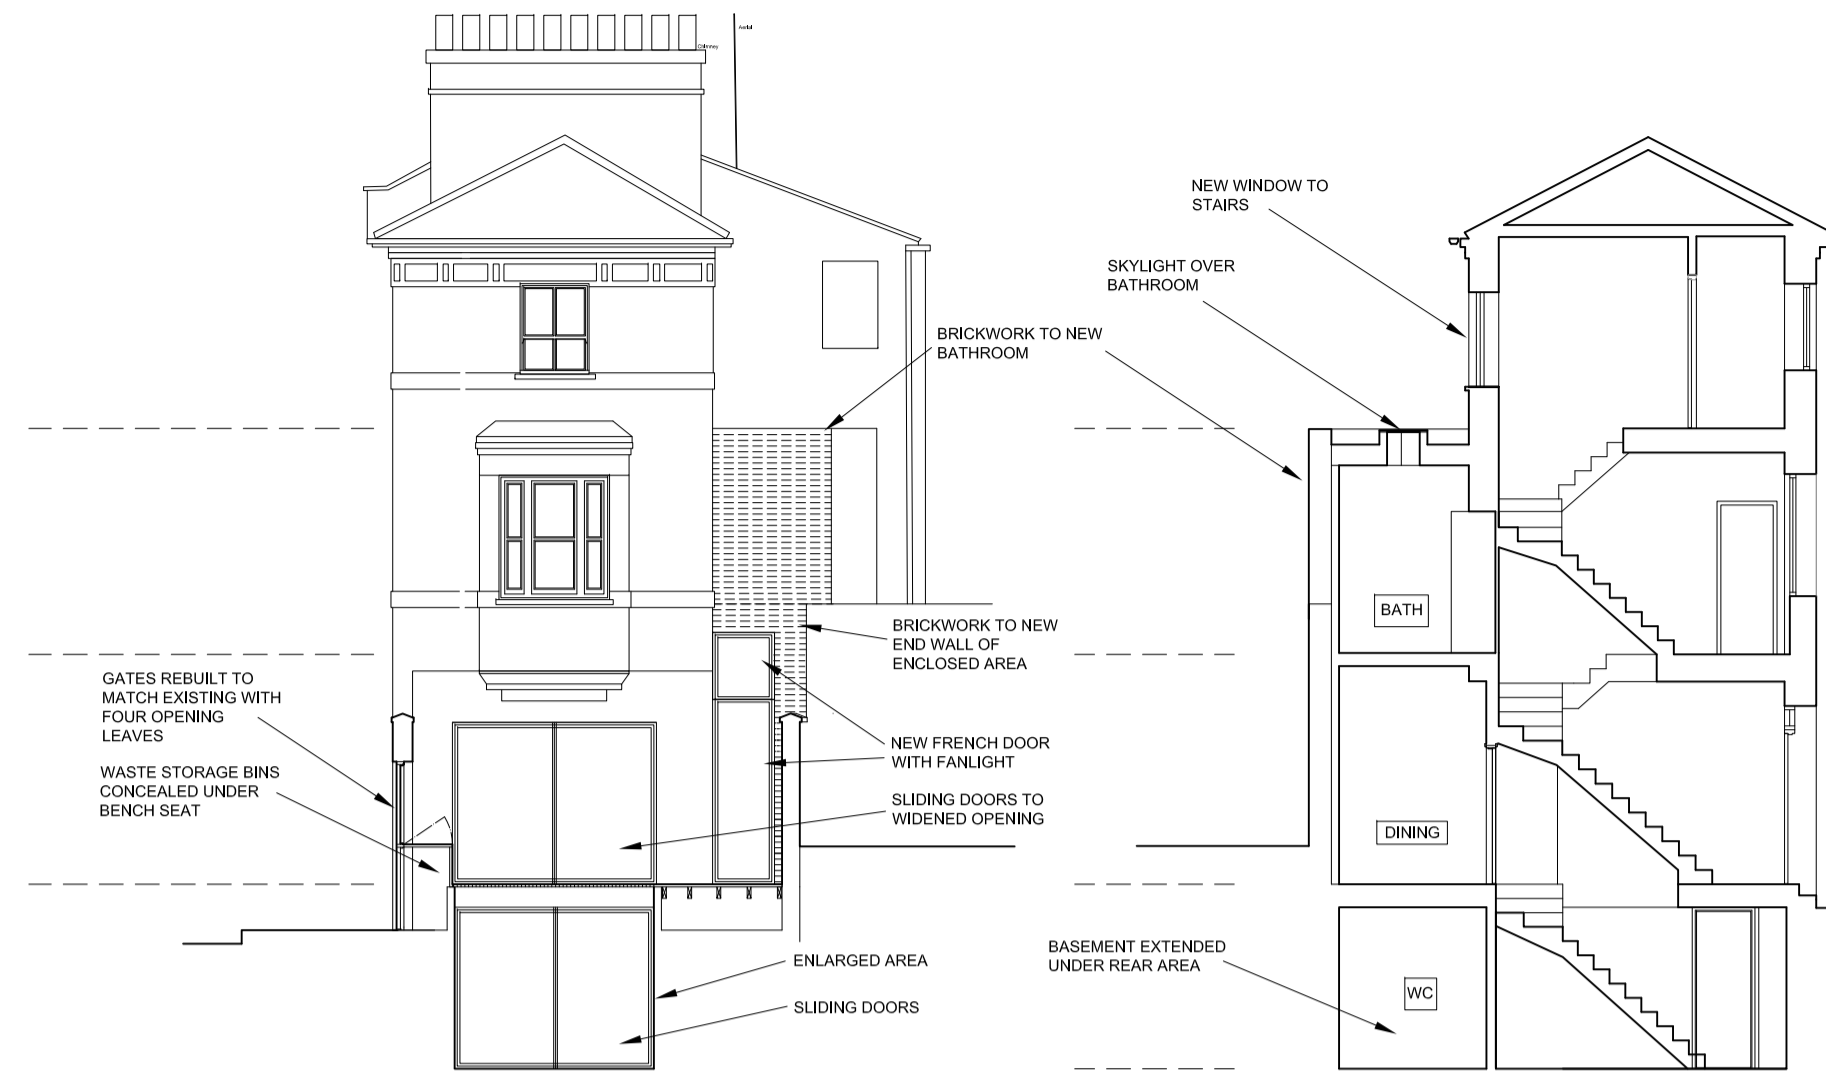 Aerial
Chimney
NEW WINDOW TO
STAIRS
SKYLIGHT OVER
BATHROOM
BRICKWORK TO NEW
BATHROOM
BATH
BRICKWORK TO NEW
END WALL OF
ENCLOSED AREA
GATES REBUILT TO
MATCH EXISTING WITH
FOUR OPENING
LEAVES
NEW FRENCH DOOR
WITH FANLIGHT
WASTE STORAGE BINS
CONCEALED UNDER
BENCH SEAT
SLIDING DOORS TO
WIDENED OPENING
DINING
BASEMENT EXTENDED
UNDER REAR AREA
ENLARGED AREA
WC
SLIDING DOORS